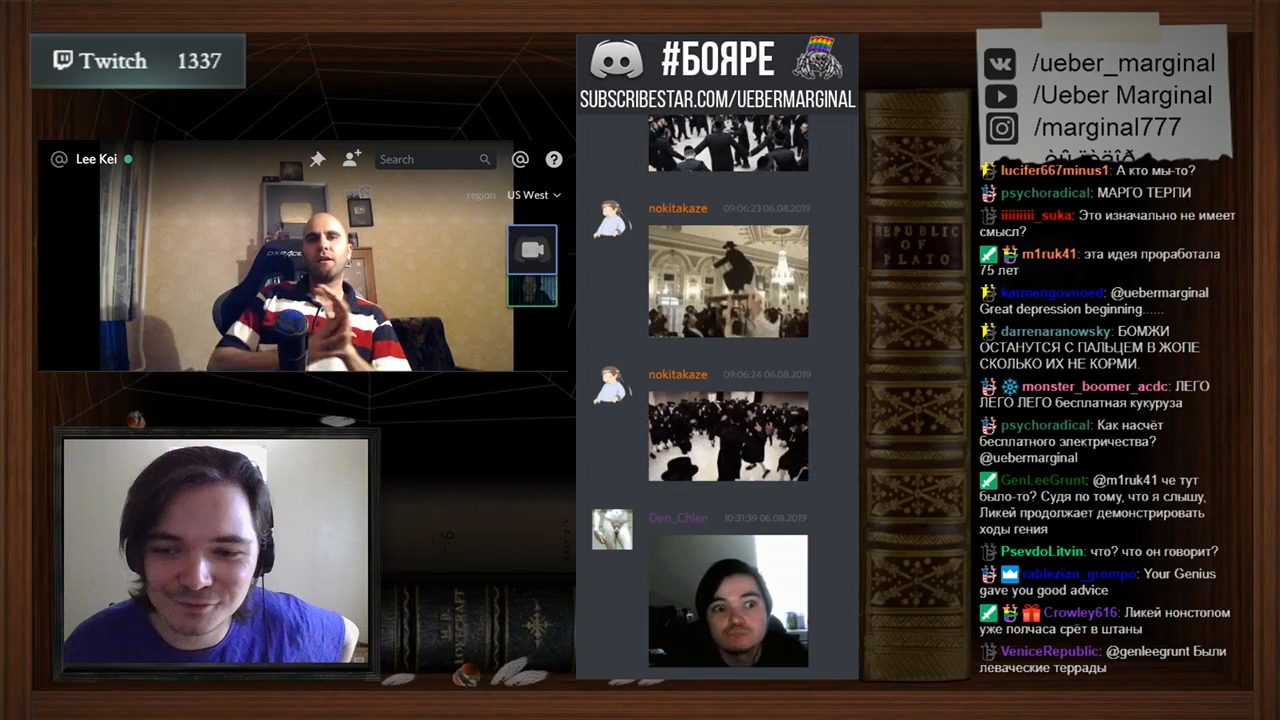 Twitch 1337
@ Lee Kei
Search
region US West
#БОЯРЕ
SUBSCRIBESTAR.COM/UEBERMARGINAL
nokitakaze 09:06:23 06.08.2019
nokitakaze 09:06:24 06.08.2019
Den_Chlen 10:31:39 06.08.2019
DXRACER
H.P.
LOVECRAFT
REPUBLIC
OF
PLATO
/ueber_marginal
/Ueber Marginal
/marginal777
lucifer667minus1: А кто мы-то?
psychoradical: МАРГО ТЕРПИ
iiiiiiiii_suka: Это изначально не имеет
смысл?
m1ruk41: эта идея проработала
75 лет
karmengovnoed: @uebermarginal
Great depression beginning......
darrenaranowsky: БОМЖИ
ОСТАНУТСЯ С ПАЛЬЦЕМ В ЖОПЕ
СКОЛЬКО ИХ НЕ КОРМИ.
monster_boomer_acdc: ЛЕГО
ЛЕГО ЛЕГО бесплатная кукуруза
psychoradical: Как насчёт
бесплатного электричества?
@uebermarginal
GenLeeGrunt: @m1ruk41 че тут
было-то? Судя по тому, что я слышу,
Ликей продолжает демонстрировать
ходы гения
PsevdoLitvin: что? что он говорит?
rablezian_grompo: Your Genius
gave you good advice
Crowley616: Ликей нонстопом
уже полчаса срёт в штаны
VeniceRepublic: @genleegrunt Были
леваческие террады